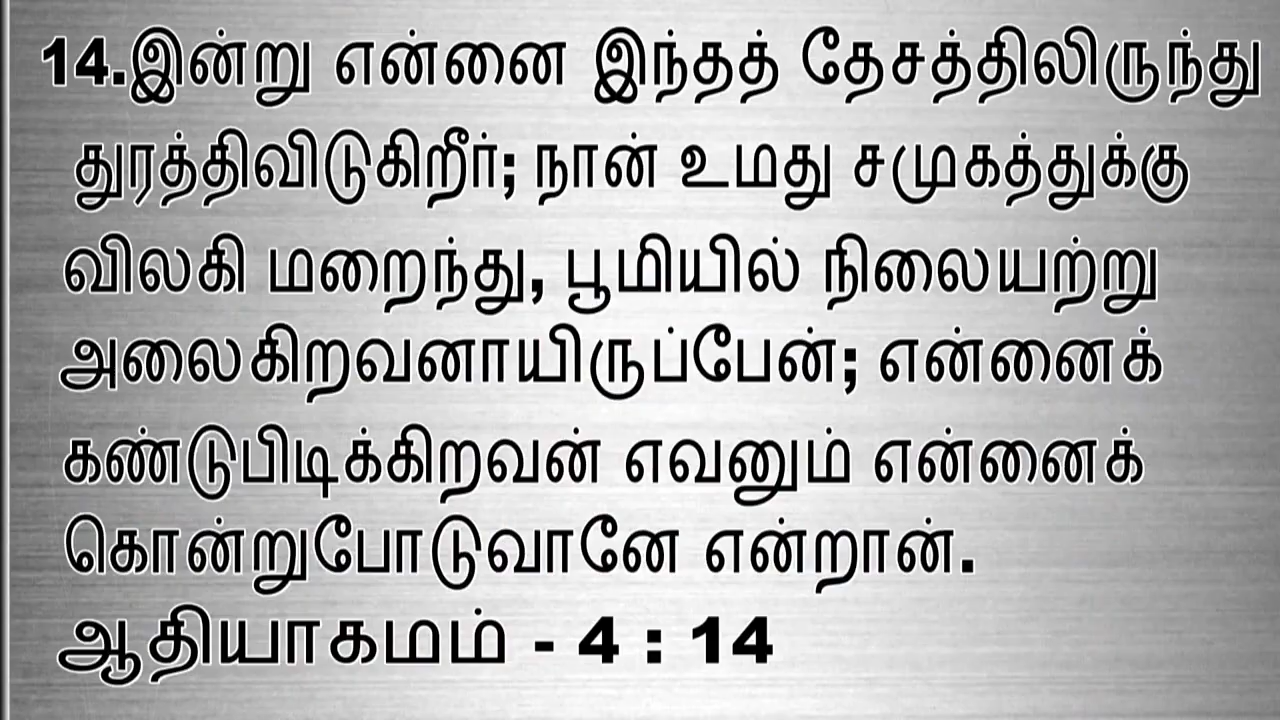 14.இன்று என்னை இந்தத் தேசத்திலிருந்து
துரத்திவிடுகிறீர்; நான் உமது சமுகத்துக்கு
விலகி மறைந்து, பூமியில் நிலையற்று
அலைகிறவனாயிருப்பேன்; என்னைக்
கண்டுபிடிக்கிறவன் எவனும் என்னைக்
கொன்றுபோடுவானே என்றான்.
ஆதியாகமம் - 4 : 14